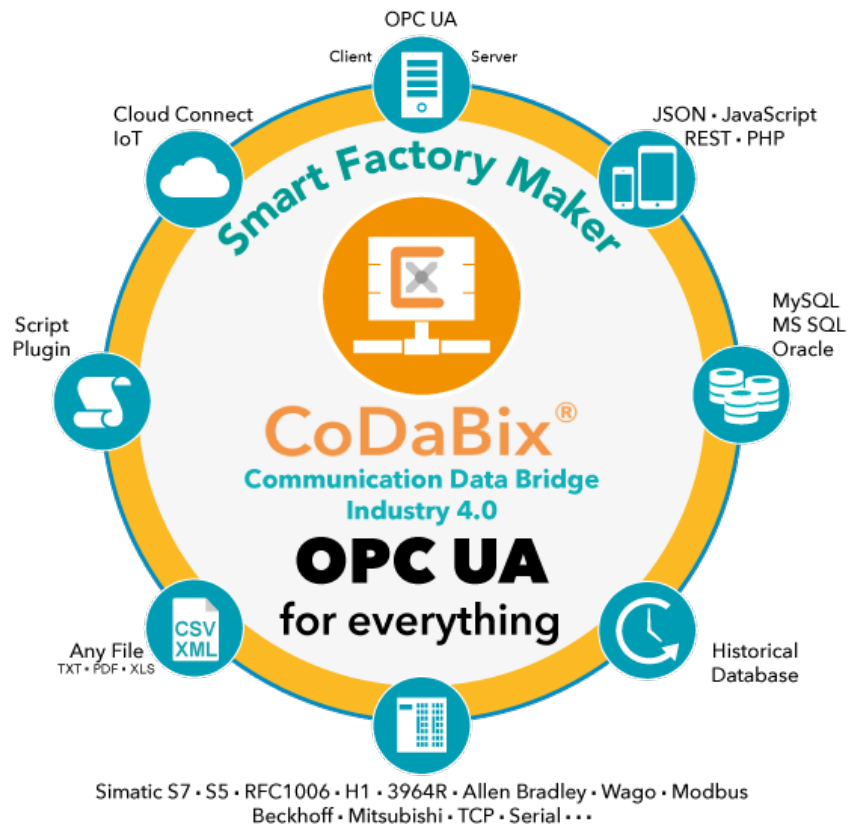 OPC UA
Client Server
Cloud Connect
IoT
JSON • JavaScript
REST • PHP
Smart Factory Maker
Script
Plugin
MySQL
MS SQL
Oracle
CoDaBix®
Communication Data Bridge
Industry 4.0
OPC UA
for everything
CSV
XML
Any File
TXT • PDF • XLS
Historical
Database
Simatic S7 • S5 • RFC1006 • H1 • 3964R • Allen Bradley • Wago • Modbus
Beckhoff • Mitsubishi • TCP • Serial • • •